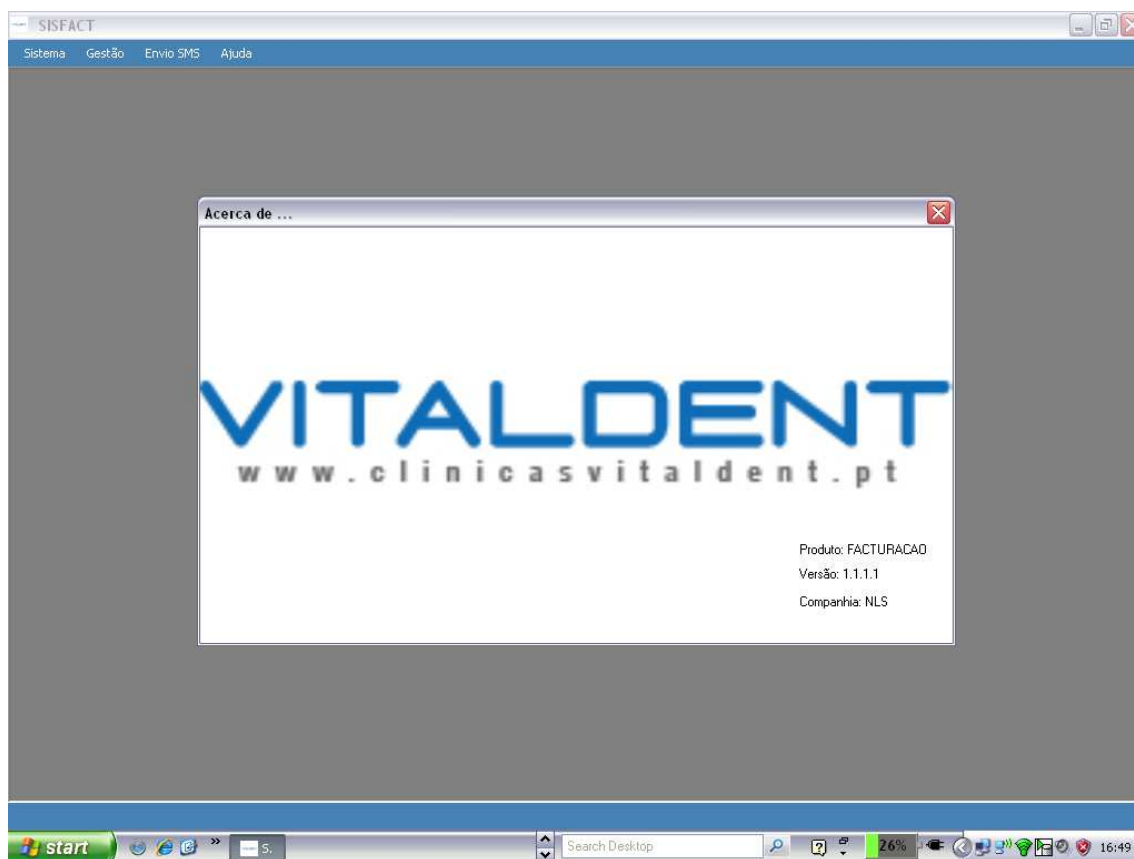 SISFACT
Sistema Gestão Envio SMS Ajuda
Acerca de ...
VITALDENT
www.clinicasvitaldent.pt
Produto: FACTURACAO
Versão: 1.1.1.1
Companhia: NLS
start » S. Search Desktop 26% 16:49